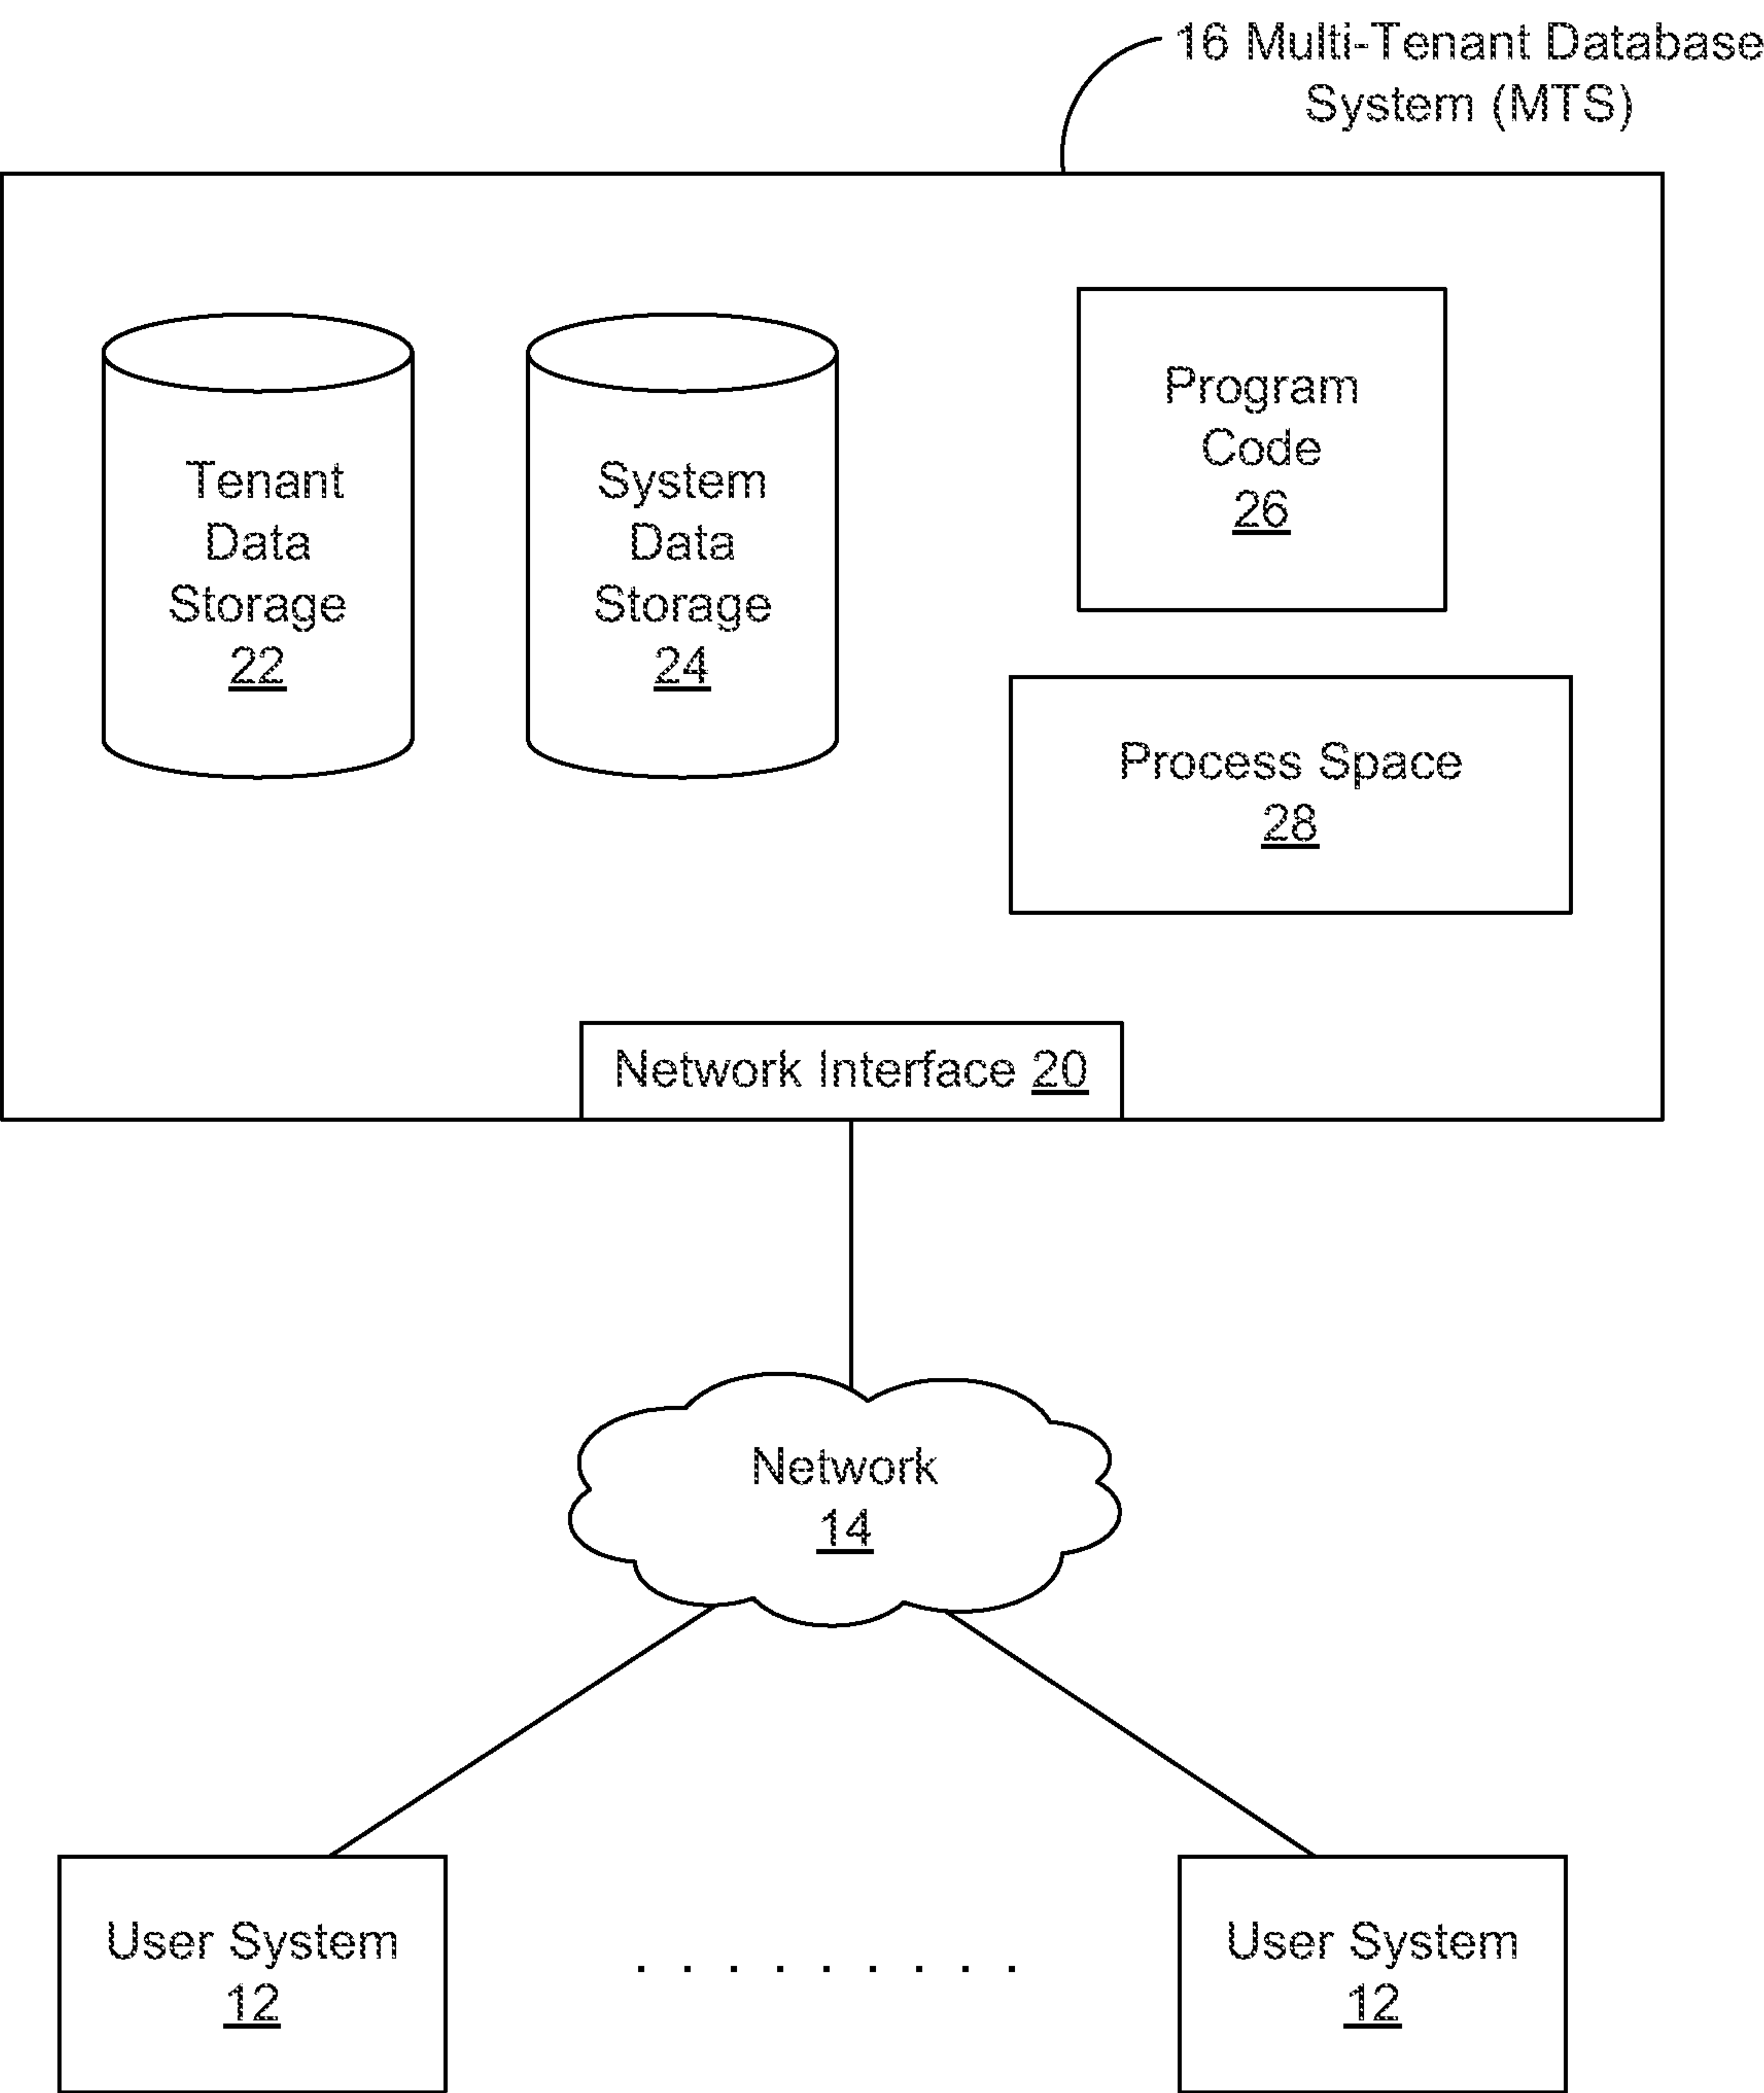 16 Multi-Tenant Database
System (MTS)
Tenant
Data
Storage
22
System
Data
Storage
24
Program
Code
26
Process Space
28
Network Interface 20
Network
14
User System
12
User System
12